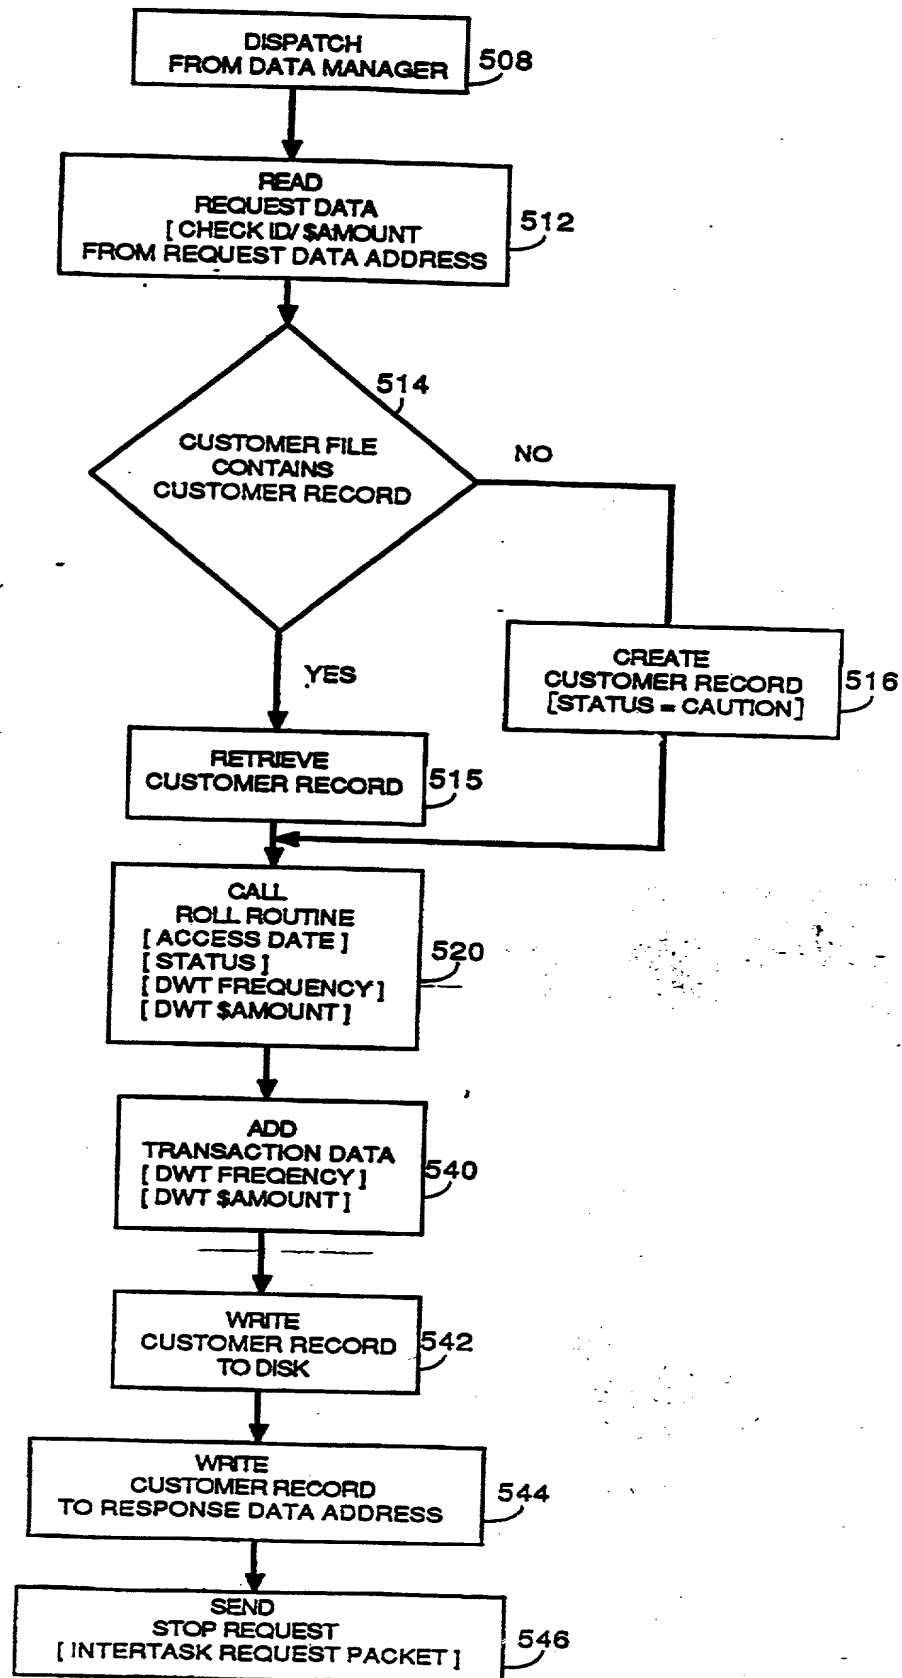 DISPATCH
FROM DATA MANAGER
508
READ
REQUEST DATA
[ CHECK ID/ $AMOUNT
FROM REQUEST DATA ADDRESS
512
514
CUSTOMER FILE
CONTAINS
CUSTOMER RECORD
NO
YES
CREATE
CUSTOMER RECORD
[STATUS = CAUTION]
516
RETRIEVE
CUSTOMER RECORD
515
CALL
ROLL ROUTINE
[ ACCESS DATE ]
[ STATUS ]
[ DWT FREQUENCY ]
[ DWT $AMOUNT ]
520
ADD
TRANSACTION DATA
[ DWT FREQENCY ]
[ DWT $AMOUNT ]
540
WRITE
CUSTOMER RECORD
TO DISK
542
WRITE
CUSTOMER RECORD
TO RESPONSE DATA ADDRESS
544
SEND
STOP REQUEST
[ INTERTASK REQUEST PACKET ]
546